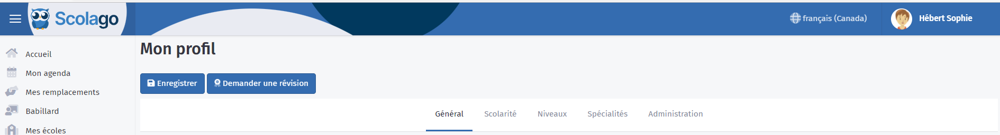 Scolago
français (Canada)
Hébert Sophie
Accueil
Mon agenda
Mes remplacements
Babillard
Mes écoles
Mon profil
Enregistrer
Demander une révision
Général
Scolarité
Niveaux
Spécialités
Administration